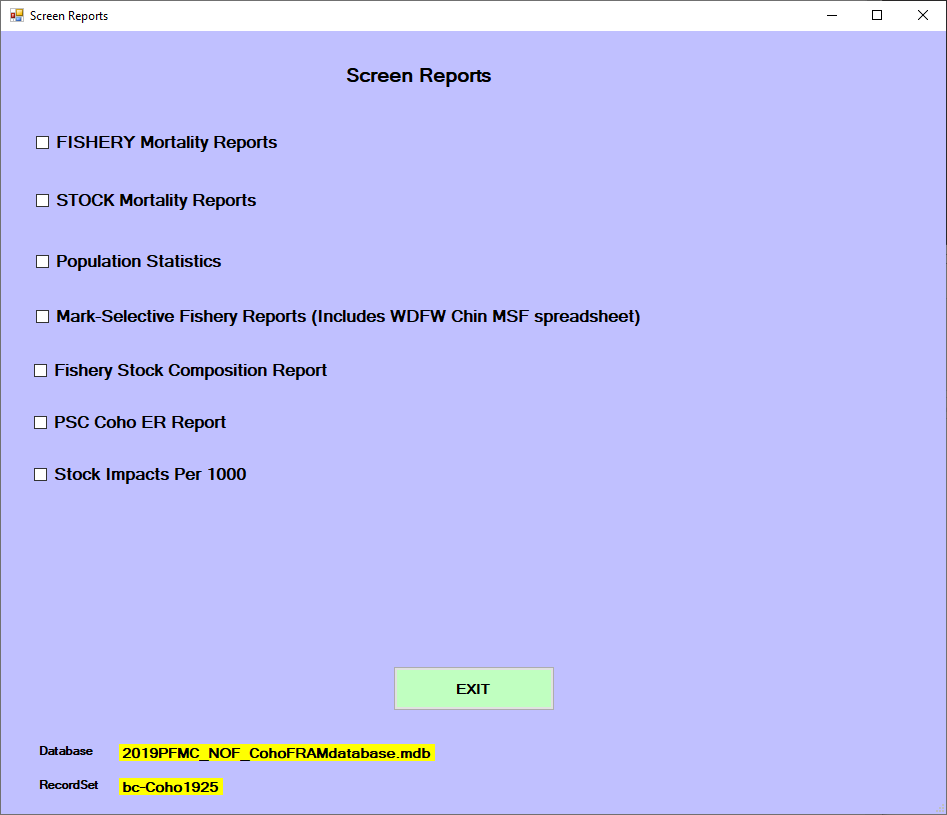 Screen Reports
Screen Reports
FISHERY Mortality Reports
STOCK Mortality Reports
Population Statistics
Mark-Selective Fishery Reports (Includes WDFW Chin MSF spreadsheet)
Fishery Stock Composition Report
PSC Coho ER Report
Stock Impacts Per 1000
EXIT
Database 2019PFMC_NOF_CohoFRAMdatabase.mdb
RecordSet bc-Coho1925